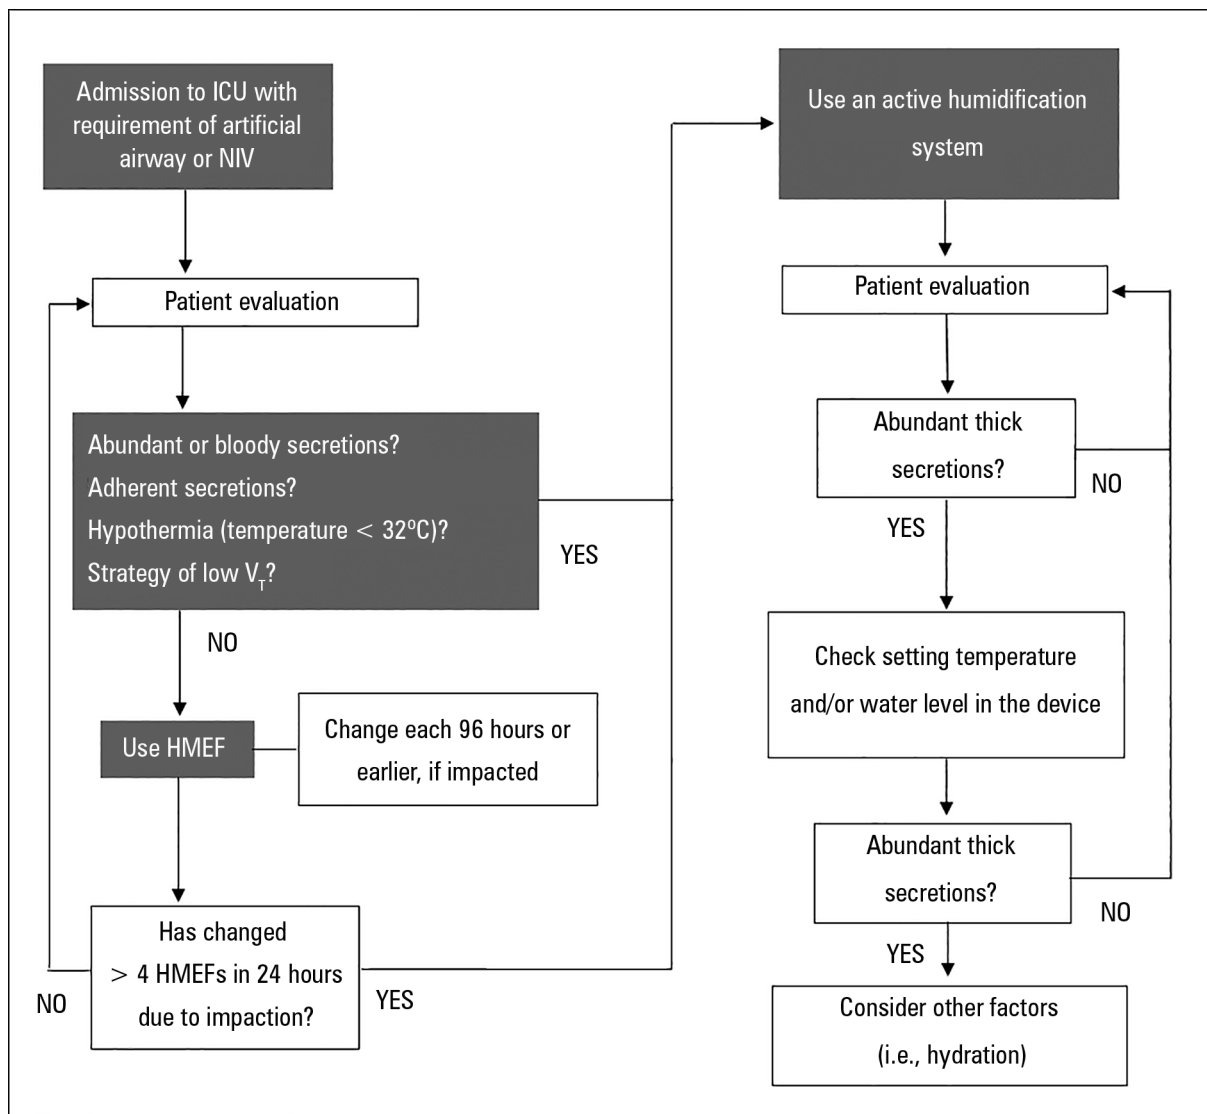 Admission to ICU with
requirement of artificial
airway or NIV
Patient evaluation
Abundant or bloody secretions?
Adherent secretions?
Hypothermia (temperature < 32ºC)?
Strategy of low VT?
YES
NO
Use HMEF
Change each 96 hours or
earlier, if impacted
Has changed
> 4 HMEFs in 24 hours
due to impaction?
NO
YES
Use an active humidification
system
Patient evaluation
Abundant thick
secretions?
NO
YES
Check setting temperature
and/or water level in the device
Abundant thick
secretions?
NO
YES
Consider other factors
(i.e., hydration)